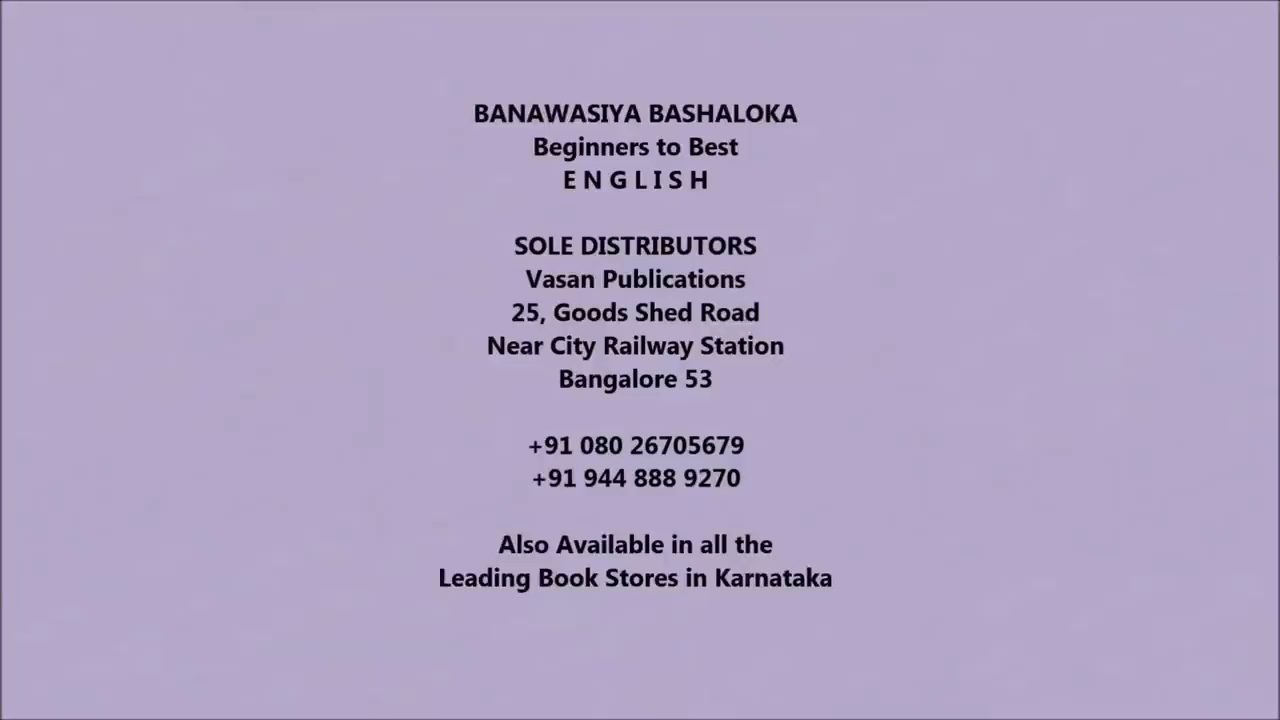 BANAWASIYA BASHALOKA
Beginners to Best
E N G L I S H
SOLE DISTRIBUTORS
Vasan Publications
25, Goods Shed Road
Near City Railway Station
Bangalore 53
+91 080 26705679
+91 944 888 9270
Also Available in all the
Leading Book Stores in Karnataka